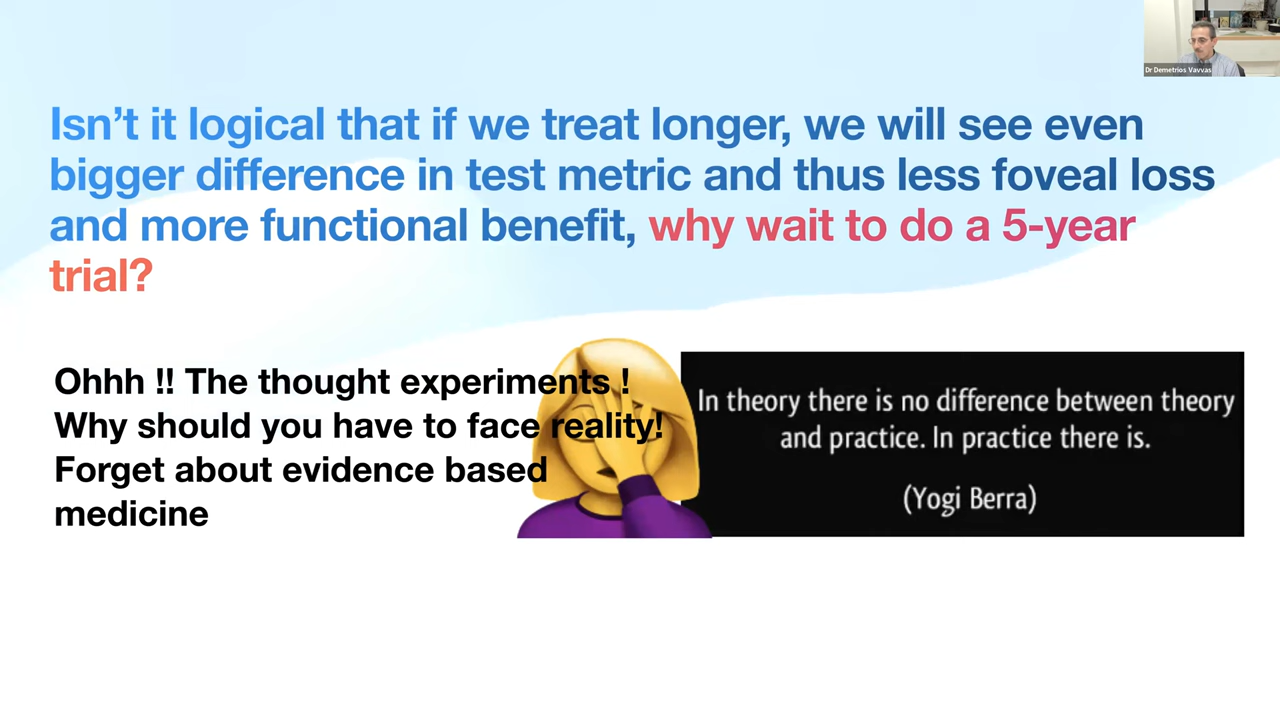 Dr Demetrios Vavvas
Isn't it logical that if we treat longer, we will see even
bigger difference in test metric and thus less foveal loss
and more functional benefit, why wait to do a 5-year
trial?
Ohhh !! The thought experiments !
Why should you have to face reality!
Forget about evidence based
medicine
In theory there is no difference between theory
and practice. In practice there is.
(Yogi Berra)